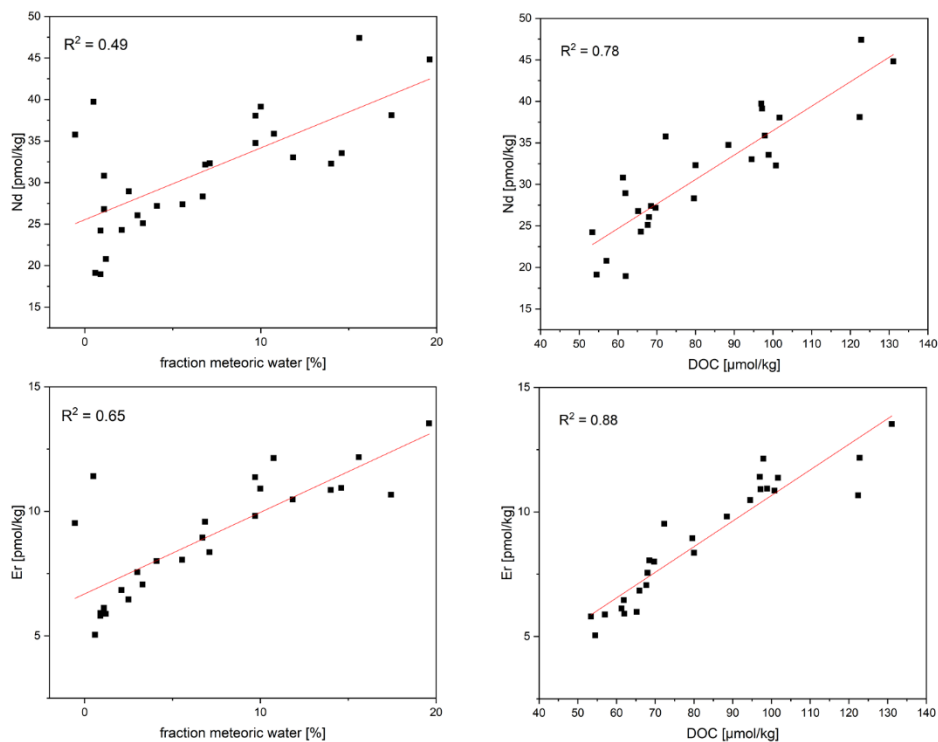 R² = 0.49
50
45
40
35
30
25
20
15
Nd [pmol/kg]
0 10 20
fraction meteoric water [%]
R² = 0.78
50
45
40
35
30
25
20
15
Nd [pmol/kg]
40 50 60 70 80 90 100 110 120 130 140
DOC [µmol/kg]
R² = 0.65
15
10
5
Er [pmol/kg]
0 10 20
fraction meteoric water [%]
R² = 0.88
15
10
5
Er [pmol/kg]
40 50 60 70 80 90 100 110 120 130 140
DOC [µmol/kg]